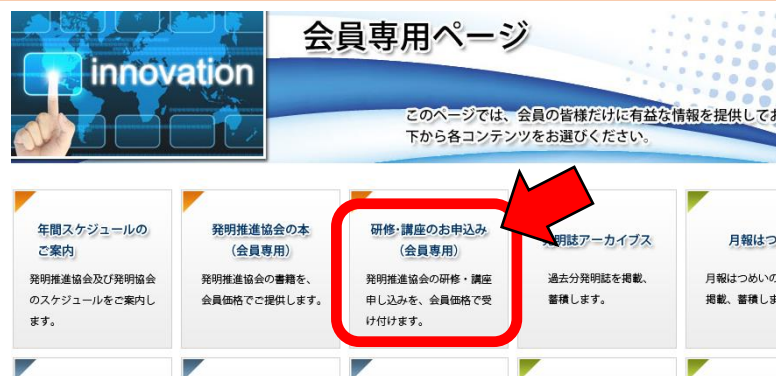 innovation
会員専用ページ
このページでは、会員の皆様だけに有益な情報を提供してお
下から各コンテンツをお選びください。
年間スケジュールの
ご案内
発明推進協会及び発明協会
のスケジュールをご案内し
ます。
発明推進協会の本
（会員専用）
発明推進協会の書籍を、
会員価格でご提供します。
研修・講座のお申込み
（会員専用）
発明推進協会の研修・講座
申し込みを、会員価格で受
け付けます。
明誌アーカイブス
過去分発明誌を掲載、
蓄積します。
月報はつ
月報はつめいの
掲載、蓄積しま